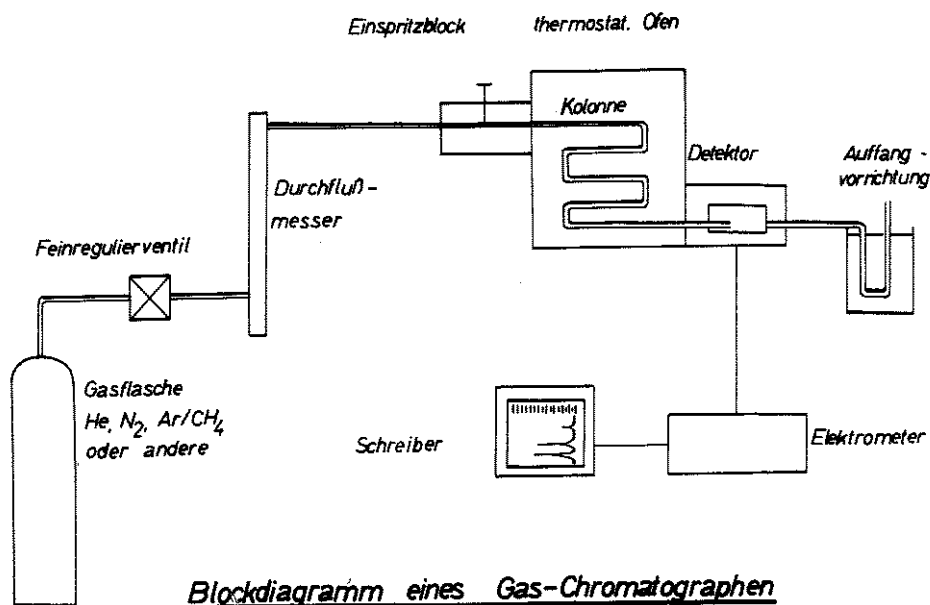 Einspritzblock
thermostat. Ofen
Kolonne
Detektor
Auffang-
vorrichtung
Durchfluß-
messer
Feinregulierventil
Gasflasche
He, N₂, Ar/CH₄
oder andere
Schreiber
Elektrometer
Blockdiagramm eines Gas-Chromatographen